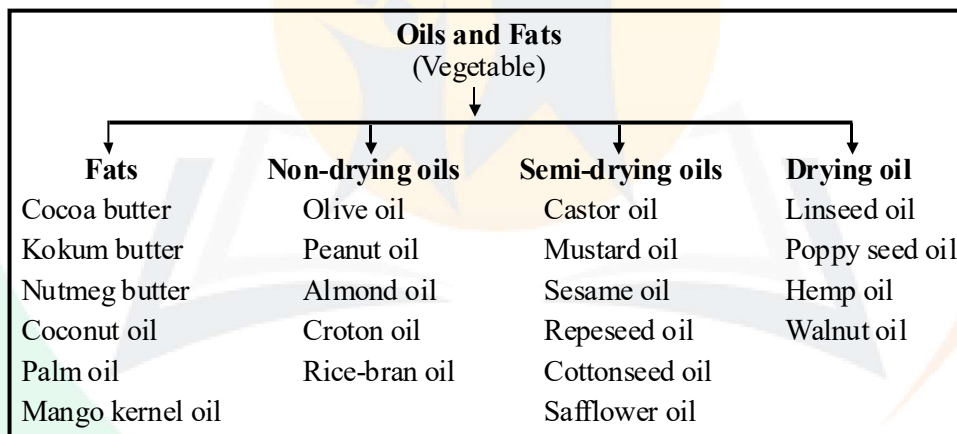 Oils and Fats
(Vegetable)
Fats Non-drying oils Semi-drying oils Drying oil
Cocoa butter Olive oil Castor oil Linseed oil
Kokum butter Peanut oil Mustard oil Poppy seed oil
Nutmeg butter Almond oil Sesame oil Hemp oil
Coconut oil Croton oil Repeseed oil Walnut oil
Palm oil Rice-bran oil Cottonseed oil
Mango kernel oil Safflower oil